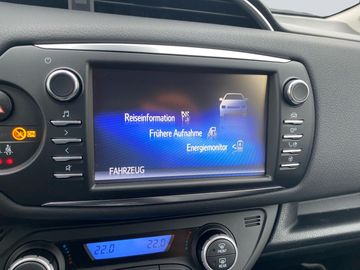 Reiseinformation
Frühere Aufnahme
Energiemonitor
FAHRZEUG
22.0 22.0